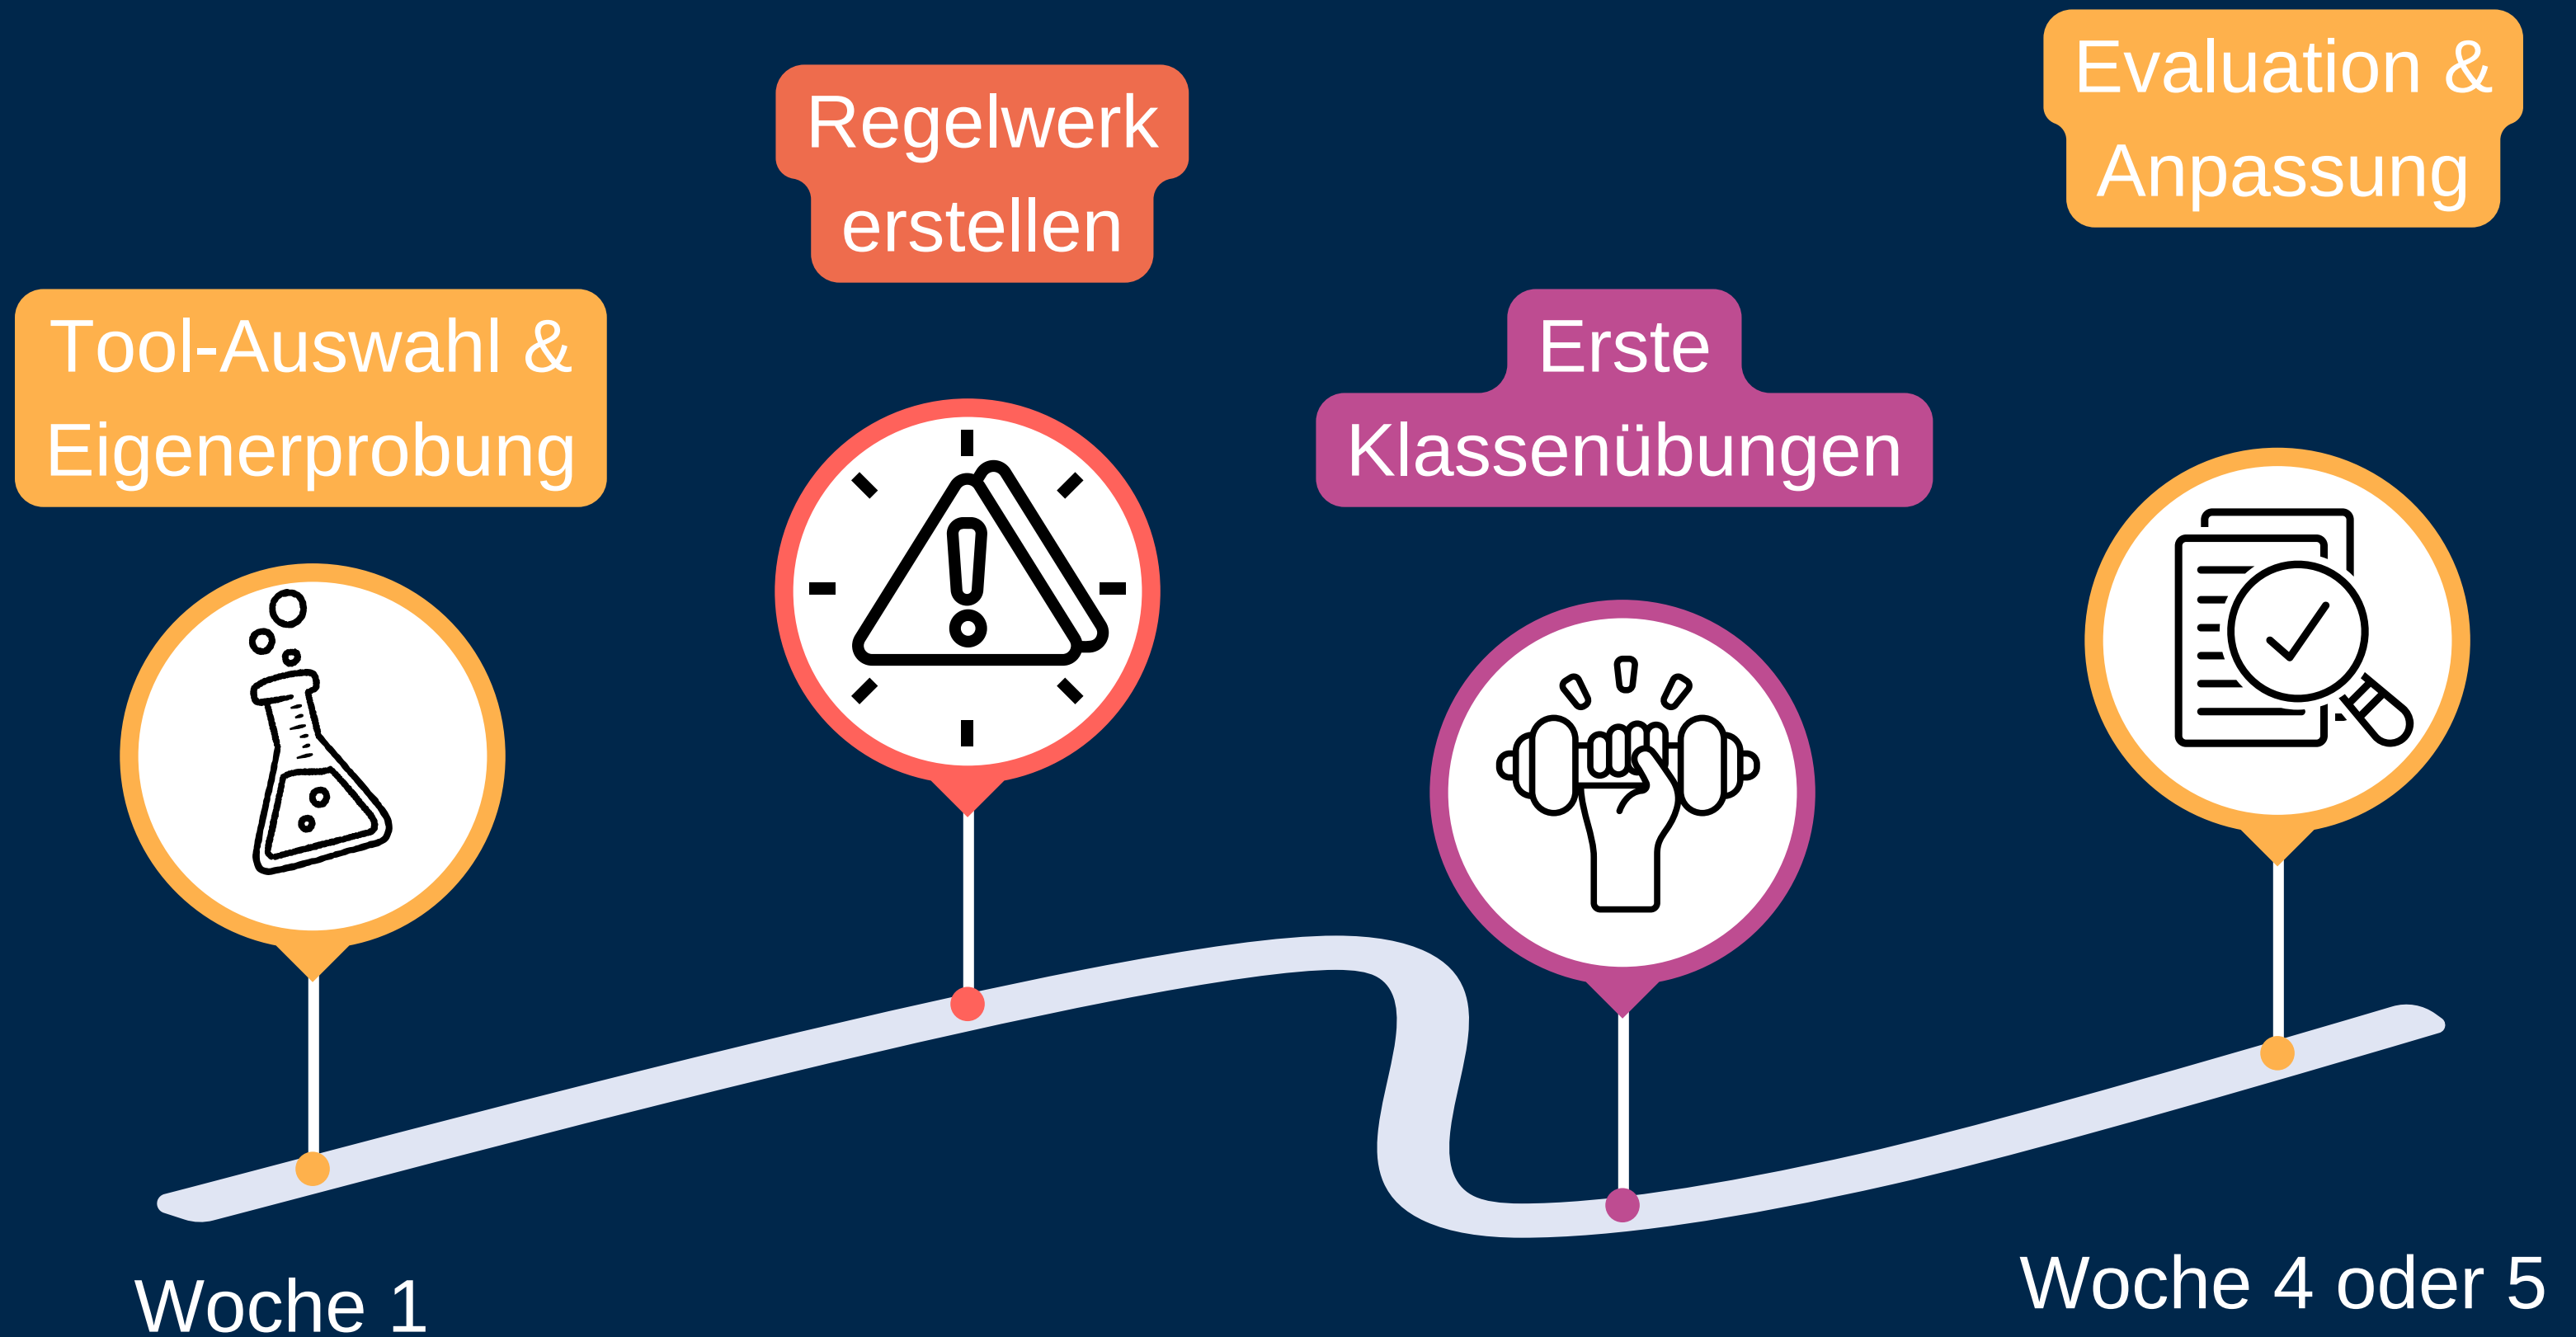 Tool-Auswahl &
Eigenerprobung
Regelwerk
erstellen
Erste
Klassenübungen
Evaluation &
Anpassung
Woche 1
Woche 4 oder 5